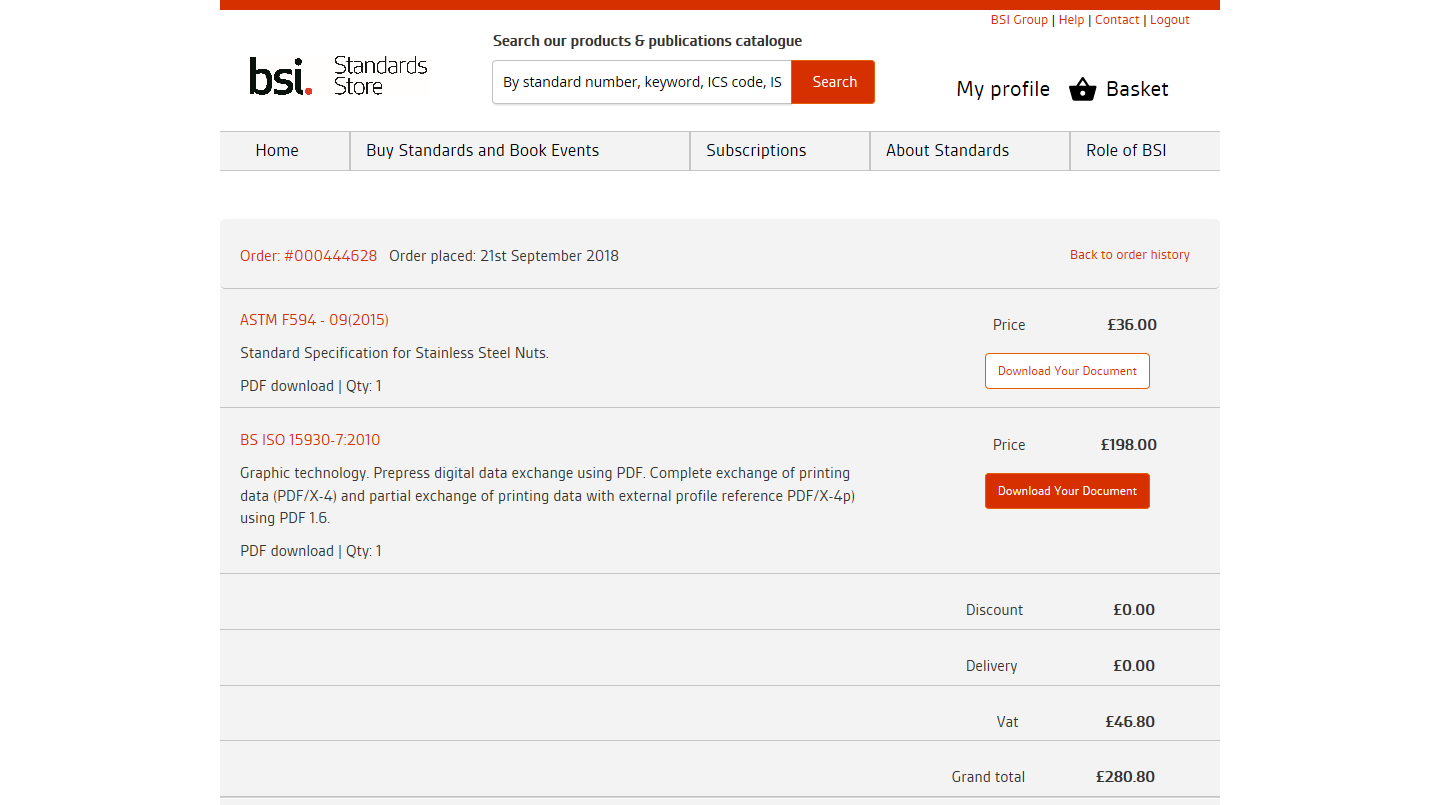 BSI Group | Help | Contact | Logout
Search our products & publications catalogue
bsi. Standards Store
By standard number, keyword, ICS code, IS Search
My profile Basket
Home Buy Standards and Book Events Subscriptions About Standards Role of BSI
Order: #000444628 Order placed: 21st September 2018 Back to order history
ASTM F594 - 09(2015) Price £36.00
Standard Specification for Stainless Steel Nuts.
Download Your Document
PDF download | Qty: 1
BS ISO 15930-7:2010 Price £198.00
Graphic technology. Prepress digital data exchange using PDF. Complete exchange of printing
Download Your Document
data (PDF/X-4) and partial exchange of printing data with external profile reference PDF/X-4p)
using PDF 1.6.
PDF download | Qty: 1
Discount £0.00
Delivery £0.00
Vat £46.80
Grand total £280.80